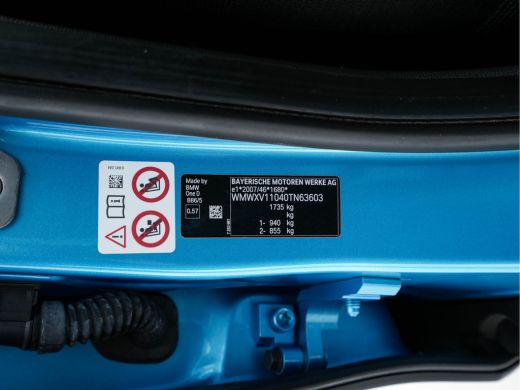 Made by
BMW
One D
BB6/5
0.57
BAYERISCHE MOTOREN WERKE AG
e1*2007/46*1680*
WMWXV11040TN63603
1735 kg
kg
1- 940 kg
2- 855 kg